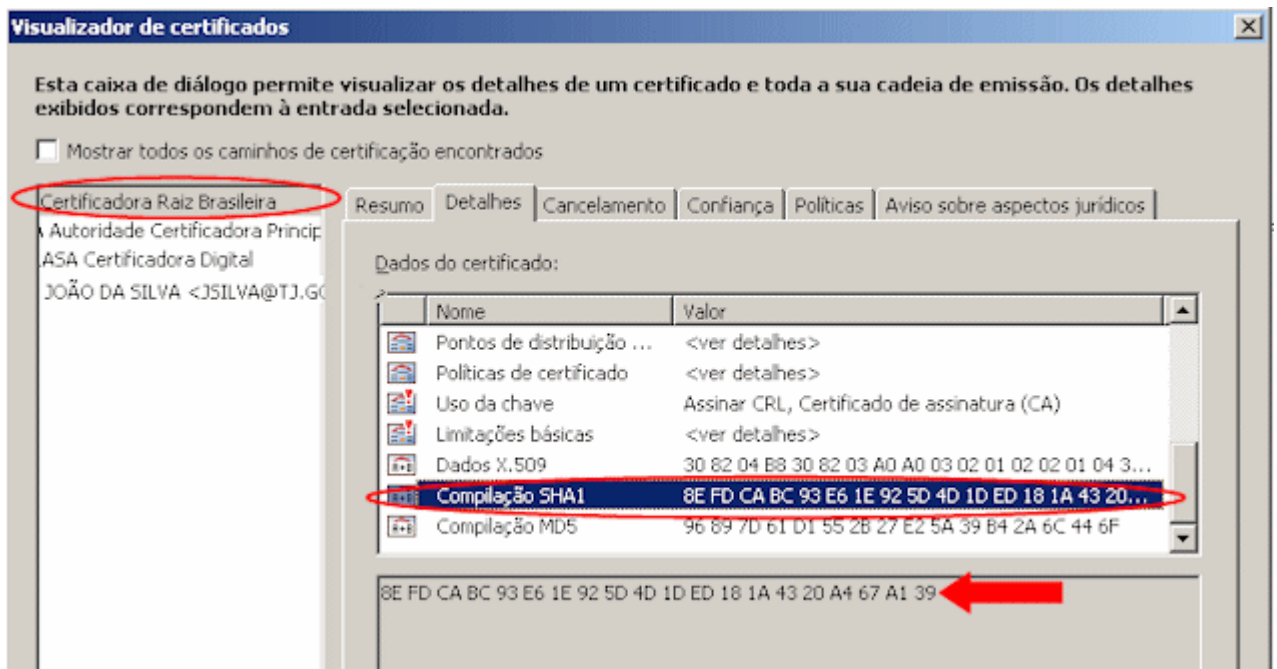 Visualizador de certificados
Esta caixa de diálogo permite visualizar os detalhes de um certificado e toda a sua cadeia de emissão. Os detalhes
exibidos correspondem à entrada selecionada.
Mostrar todos os caminhos de certificação encontrados
Certificadora Raiz Brasileira
Autoridade Certificadora Princip
ASA Certificadora Digital
JOÃO DA SILVA <JSILVA@TJ.G
Resumo Detalhes Cancelamento Confiança Políticas Aviso sobre aspectos jurídicos
Dados do certificado:
Nome Valor
Pontos de distribuição ... <ver detalhes>
Políticas de certificado <ver detalhes>
Uso da chave Assinar CRL, Certificado de assinatura (CA)
Limitações básicas <ver detalhes>
Dados X.509 30 82 04 B8 30 82 03 A0 A0 03 02 01 02 02 01 04 3...
Compilação SHA1 8E FD CA BC 93 E6 1E 92 5D 4D 1D ED 18 1A 43 20...
Compilação MD5 96 89 7D 61 D1 55 2B 27 E2 5A 39 B4 2A 6C 44 6F
8E FD CA BC 93 E6 1E 92 5D 4D 1D ED 18 1A 43 20 A4 67 A1 39